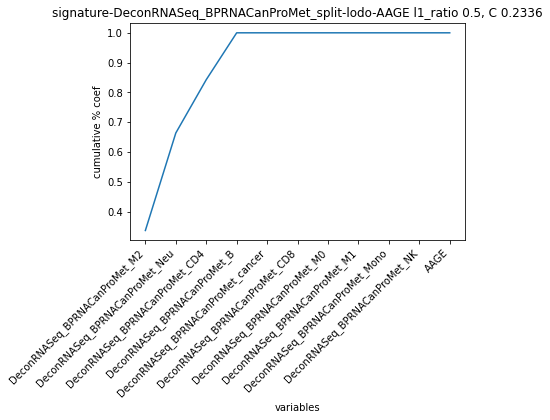 signature-DeconRNASeq_BPRNACanProMet_split-lodo-AAGE l1_ratio 0.5, C 0.2336
1.0
0.9
0.8
0.7
0.6
0.5
0.4
cumulative % coef
DeconRNASeq_BPRNACanProMet_M2
DeconRNASeq_BPRNACanProMet_Neu
DeconRNASeq_BPRNACanProMet_CD4
DeconRNASeq_BPRNACanProMet_B
DeconRNASeq_BPRNACanProMet_cancer
DeconRNASeq_BPRNACanProMet_CD8
DeconRNASeq_BPRNACanProMet_M0
DeconRNASeq_BPRNACanProMet_M1
DeconRNASeq_BPRNACanProMet_Mono
DeconRNASeq_BPRNACanProMet_NK
AAGE
variables